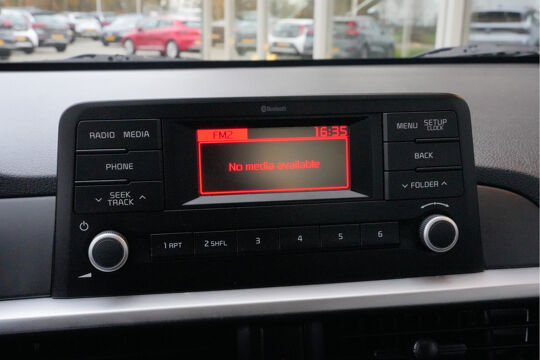 Bluetooth
RADIO MEDIA
FM2 16:35
MENU SETUP
CLOCK
PHONE
No media available
BACK
SEEK
TRACK
FOLDER
1 RPT 2 SHFL 3 4 5 6